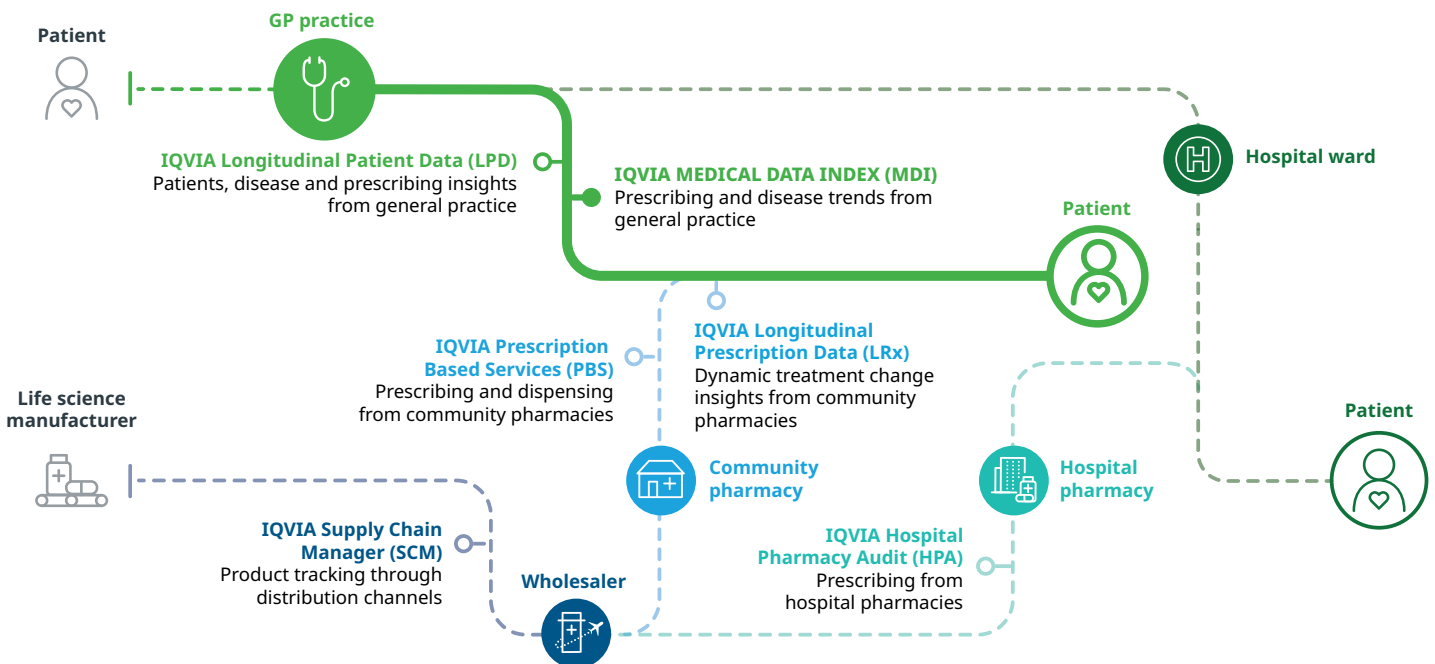 GP practice
Patient
IQVIA Longitudinal Patient Data (LPD)
Patients, disease and prescribing insights
from general practice
IQVIA MEDICAL DATA INDEX (MDI)
Prescribing and disease trends from
general practice
H
Hospital ward
Patient
IQVIA Prescription
Based Services (PBS)
Prescribing and dispensing
from community pharmacies
IQVIA Longitudinal
Prescription Data (LRx)
Dynamic treatment change
insights from community
pharmacies
Life science
manufacturer
Patient
Community
pharmacy
Hospital
pharmacy
IQVIA Supply Chain
Manager (SCM)
Product tracking through
distribution channels
Wholesaler
IQVIA Hospital
Pharmacy Audit (HPA)
Prescribing from
hospital pharmacies